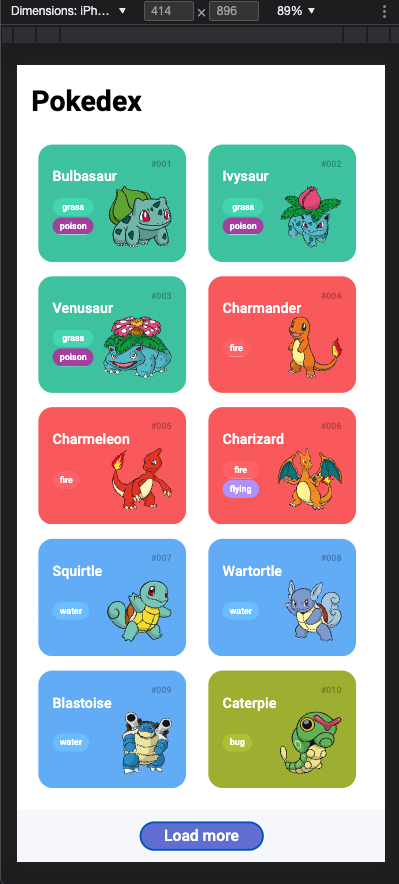 Dimensions: iPh... ▼ 414 × 896 89% ▼
Pokedex
#001
Bulbasaur
grass
poison
#002
Ivysaur
grass
poison
#003
Venusaur
grass
poison
#004
Charmander
fire
#005
Charmeleon
fire
#006
Charizard
fire
flying
#007
Squirtle
water
#008
Wartortle
water
#009
Blastoise
water
#010
Caterpie
bug
Load more